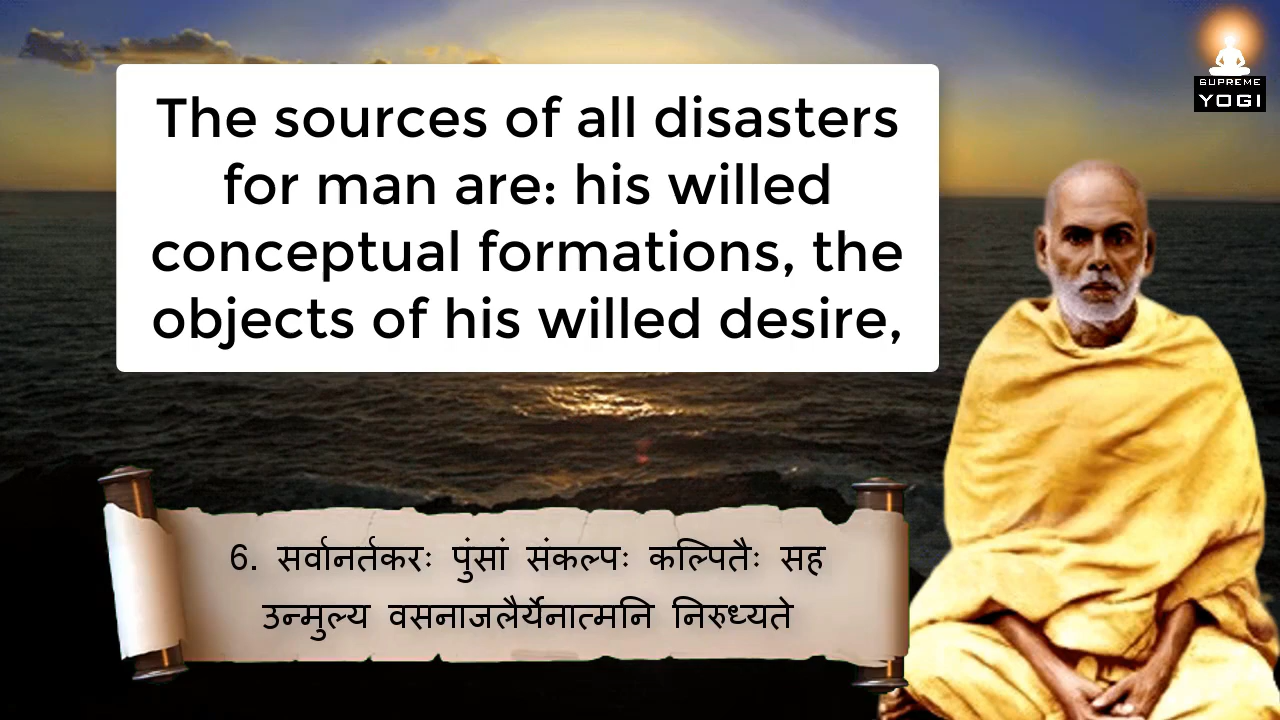 The sources of all disasters
for man are: his willed
conceptual formations, the
objects of his willed desire,
SUPREME
YOGI
6. सर्वानर्तकरः पुंसां संकल्पः कल्पितैः सह
उन्मुल्य वसनाजलैर्येनात्मनि निरुध्यते